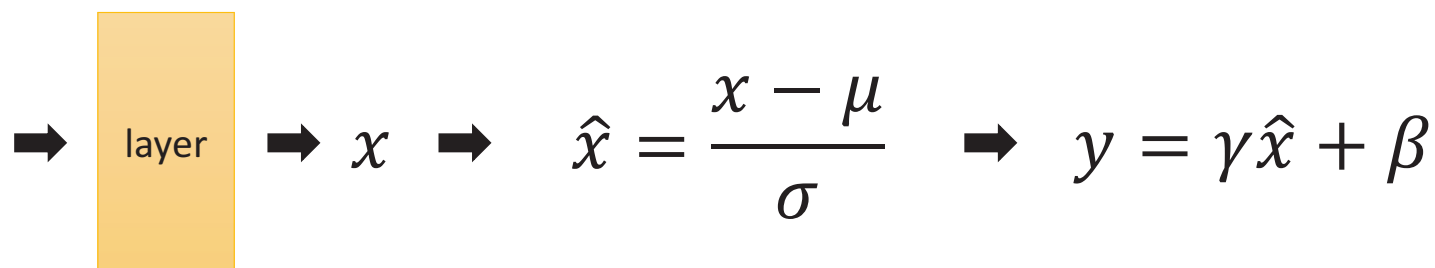 layer → x → x̂ = (x − μ) / σ → y = γx̂ + β